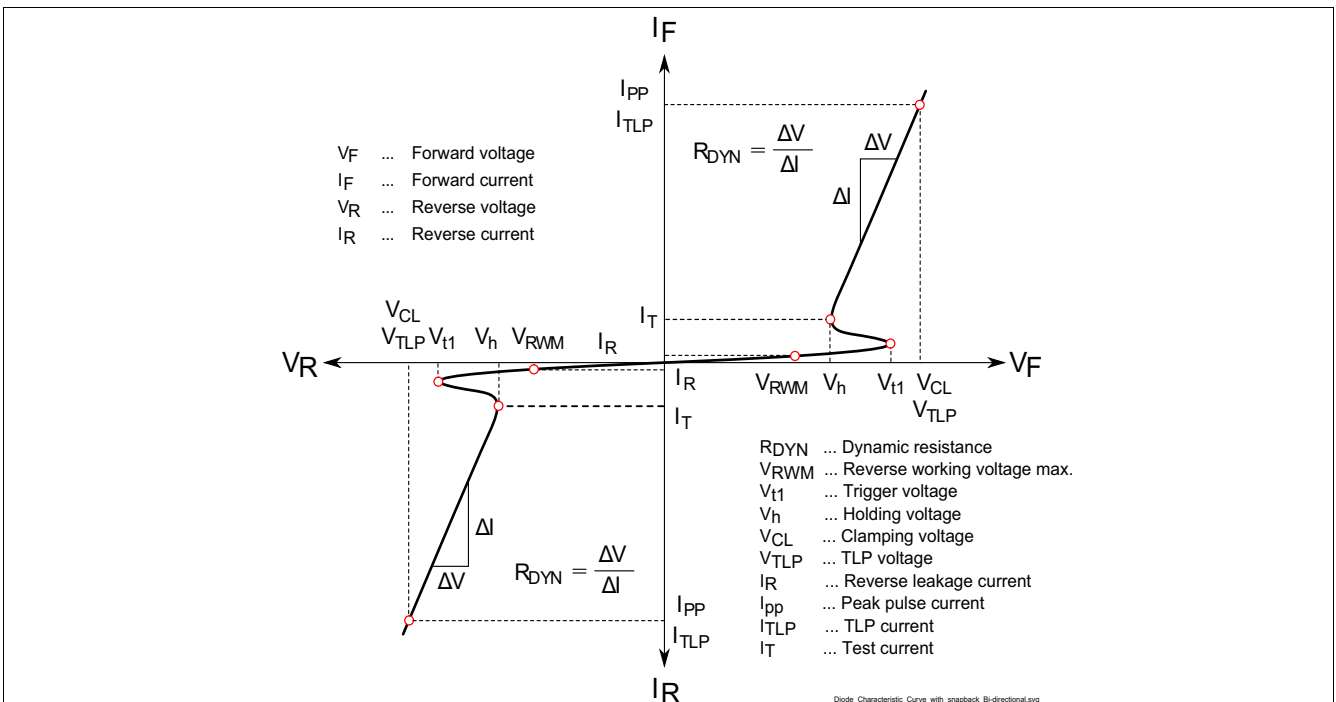 IF
IPP
ITLP
RDYN = ΔV/ΔI
ΔV
ΔI
VF ... Forward voltage
IF ... Forward current
VR ... Reverse voltage
IR ... Reverse current
IT
VCL
VTLP Vt1 Vh VRWM IR
VR
VF
IR
VRWM Vh Vt1 VCL
VTLP
IT
RDYN ... Dynamic resistance
VRWM ... Reverse working voltage max.
Vt1 ... Trigger voltage
Vh ... Holding voltage
VCL ... Clamping voltage
VTLP ... TLP voltage
IR ... Reverse leakage current
Ipp ... Peak pulse current
ITLP ... TLP current
IT ... Test current
ΔI
ΔV
RDYN = ΔV/ΔI
IPP
ITLP
IR
Diode_Characteristic_Curve_with_snapback_Bi-directional.svg